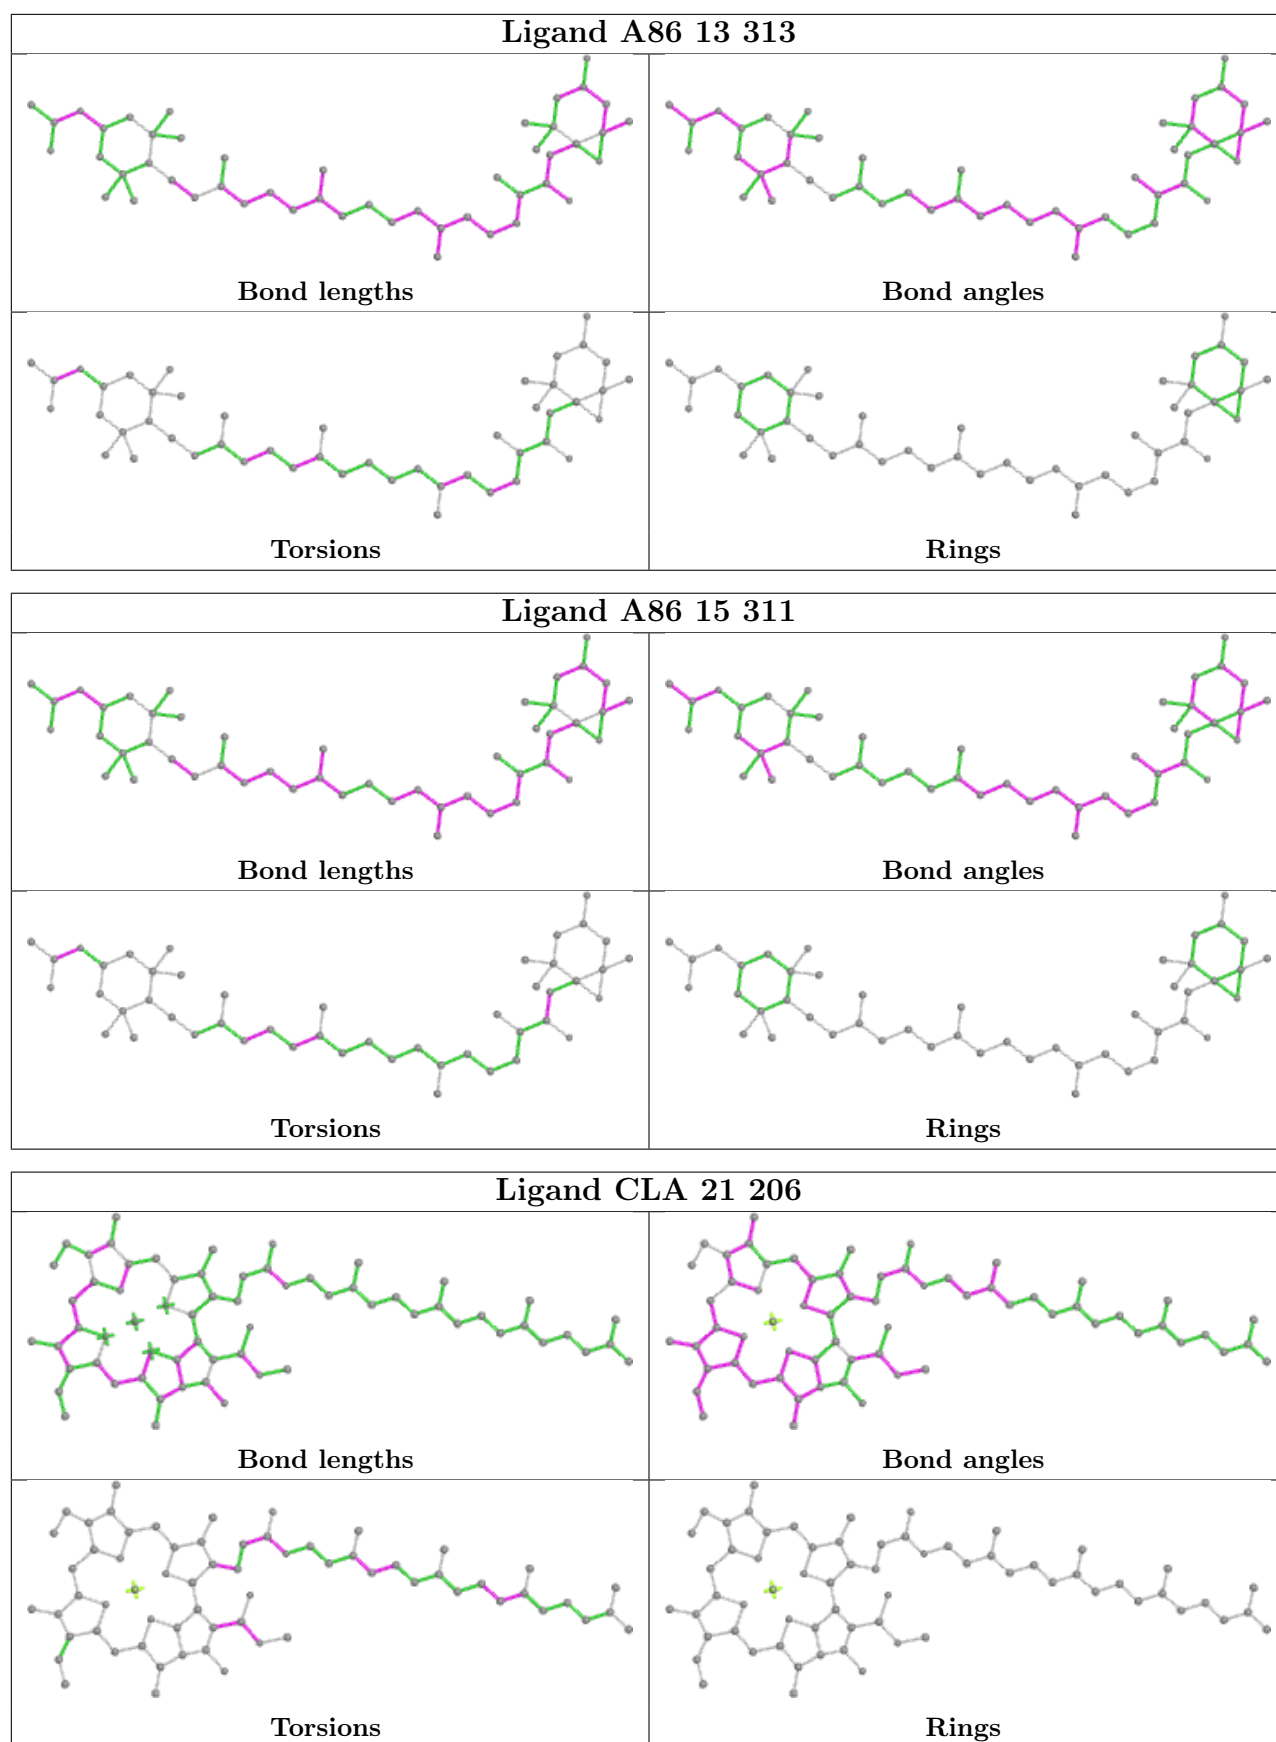 Ligand A86 13 313
Bond lengths
Bond angles
Torsions
Rings
Ligand A86 15 311
Bond lengths
Bond angles
Torsions
Rings
Ligand CLA 21 206
Bond lengths
Bond angles
Torsions
Rings